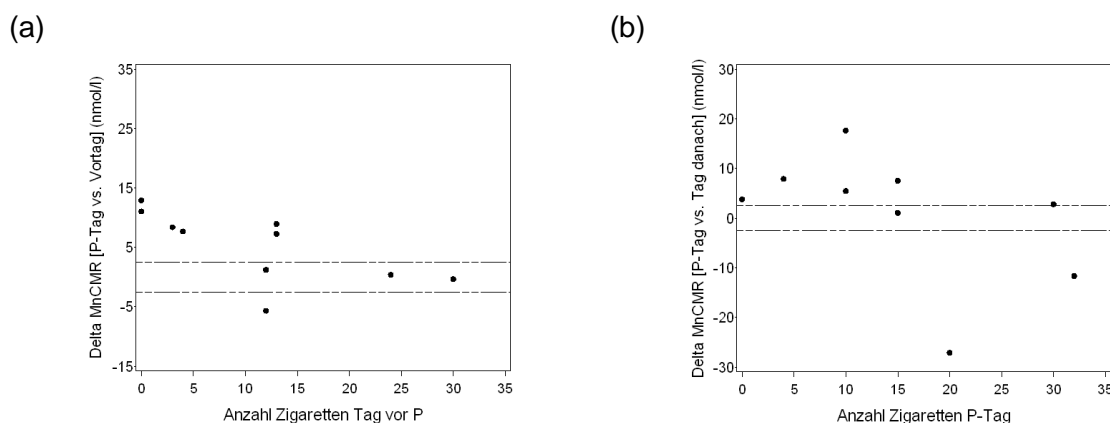 (a)
Delta MnCMR [P-Tag vs. Vortag] (nmol/l)
35
25
15
5
-5
-15
0 5 10 15 20 25 30 35
Anzahl Zigaretten Tag vor P
(b)
Delta MnCMR [P-Tag vs. Tag danach] (nmol/l)
30
20
10
0
-10
-20
-30
0 5 10 15 20 25 30 35
Anzahl Zigaretten P-Tag